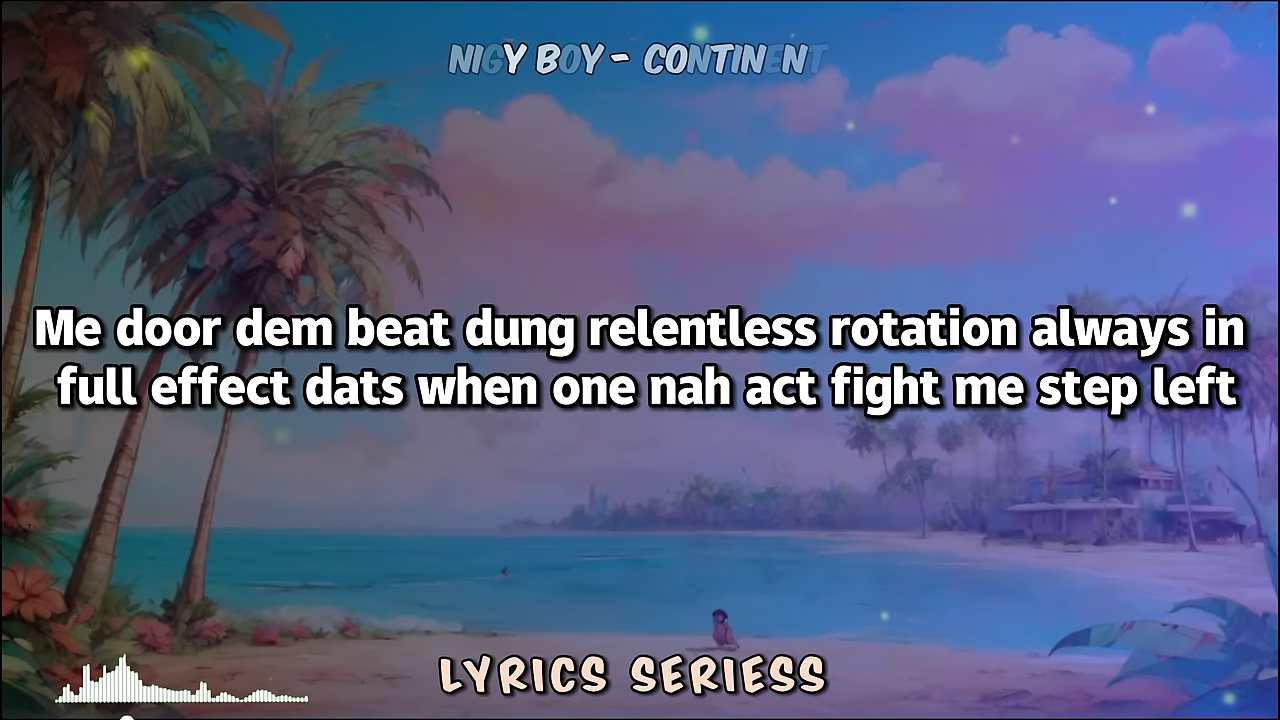 NIGY BOY - CONTINENT
Me door dem beat dung relentless rotation always in
full effect dats when one nah act fight me step left
LYRICS SERIESS